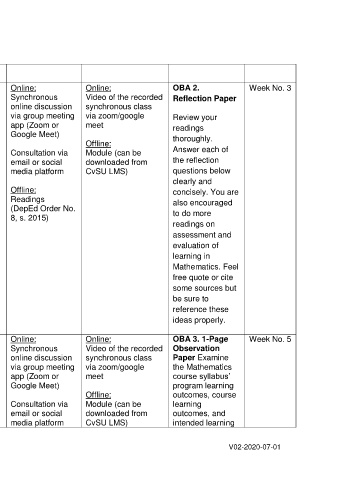 Online:
Synchronous
online discussion
via group meeting
app (Zoom or
Google Meet)
Consultation via
email or social
media platform
Offline:
Readings
(DepEd Order No.
8, s. 2015)
Online:
Video of the recorded
synchronous class
via zoom/google
meet
Offline:
Module (can be
downloaded from
CvSU LMS)
OBA 2.
Reflection Paper
Review your
readings
thoroughly.
Answer each of
the reflection
questions below
clearly and
concisely. You are
also encouraged
to do more
readings on
assessment and
evaluation of
learning in
Mathematics. Feel
free quote or cite
some sources but
be sure to
reference these
ideas properly.
Week No. 3
Online:
Synchronous
online discussion
via group meeting
app (Zoom or
Google Meet)
Consultation via
email or social
media platform
Online:
Video of the recorded
synchronous class
via zoom/google
meet
Offline:
Module (can be
downloaded from
CvSU LMS)
OBA 3. 1-Page
Observation
Paper Examine
the Mathematics
course syllabus’
program learning
outcomes, course
learning
outcomes, and
intended learning
Week No. 5
V02-2020-07-01